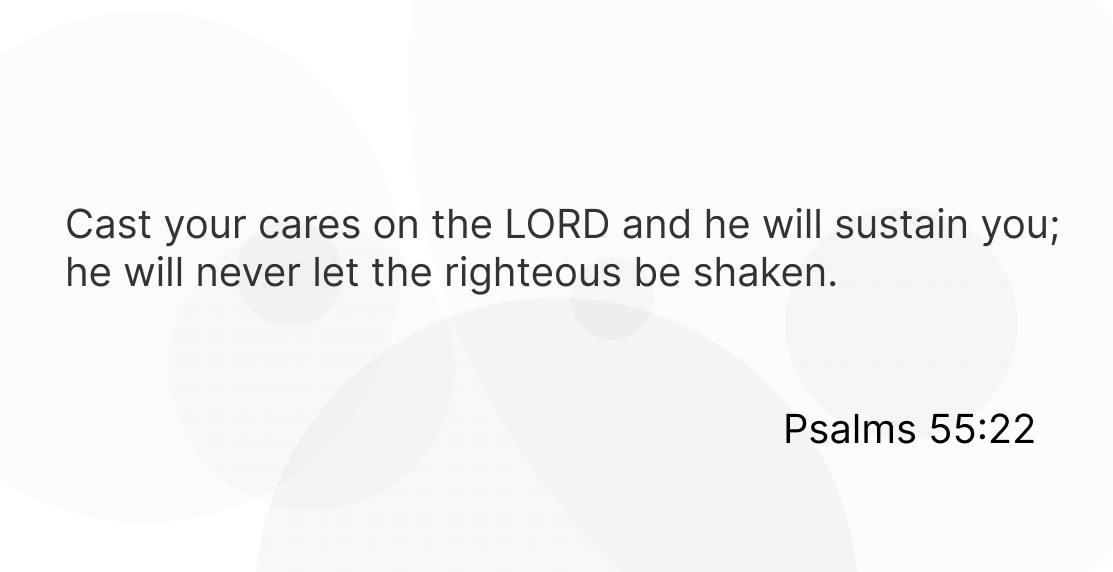 Cast your cares on the LORD and he will sustain you;
he will never let the righteous be shaken.
Psalms 55:22